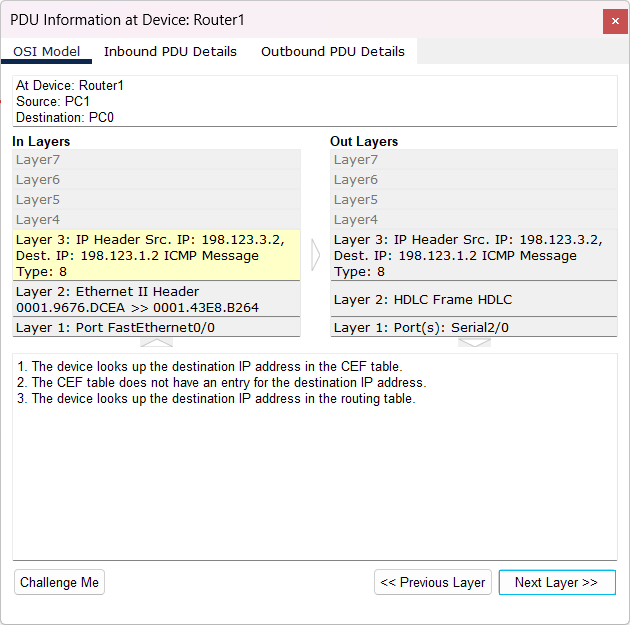 PDU Information at Device: Router1
×
OSI Model Inbound PDU Details Outbound PDU Details
At Device: Router1
Source: PC1
Destination: PC0
In Layers
Layer7
Layer6
Layer5
Layer4
Layer 3: IP Header Src. IP: 198.123.3.2,
Dest. IP: 198.123.1.2 ICMP Message
Type: 8
Layer 2: Ethernet II Header
0001.9676.DCEA >> 0001.43E8.B264
Layer 1: Port FastEthernet0/0
Out Layers
Layer7
Layer6
Layer5
Layer4
Layer 3: IP Header Src. IP: 198.123.3.2,
Dest. IP: 198.123.1.2 ICMP Message
Type: 8
Layer 2: HDLC Frame HDLC
Layer 1: Port(s): Serial2/0
1. The device looks up the destination IP address in the CEF table.
2. The CEF table does not have an entry for the destination IP address.
3. The device looks up the destination IP address in the routing table.
Challenge Me << Previous Layer Next Layer >>